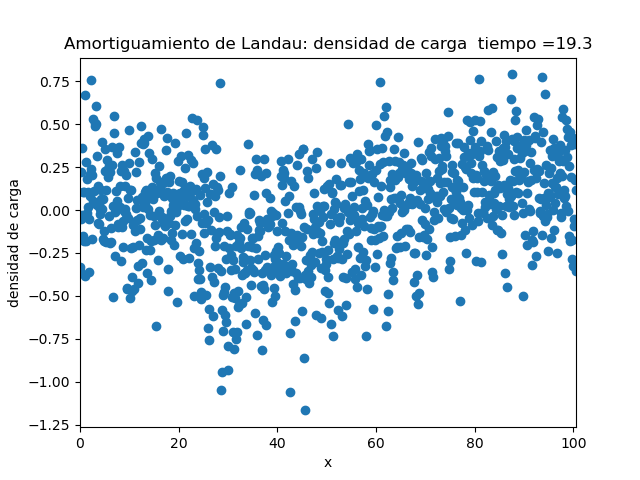 Amortiguamiento de Landau: densidad de carga  tiempo =19.3
0.75
0.50
0.25
0.00
−0.25
−0.50
−0.75
−1.00
−1.25
densidad de carga
0 20 40 60 80 100
x